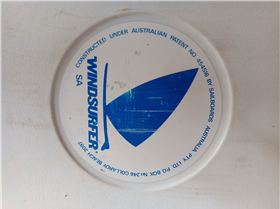 CONSTRUCTED UNDER AUSTRALIAN PATENT NO 454506 BY SAILBOARDS AUSTRALIA PTY. LTD. PO BOX No 246 COLLAROY BEACH 2097
WINDSURFER
SA